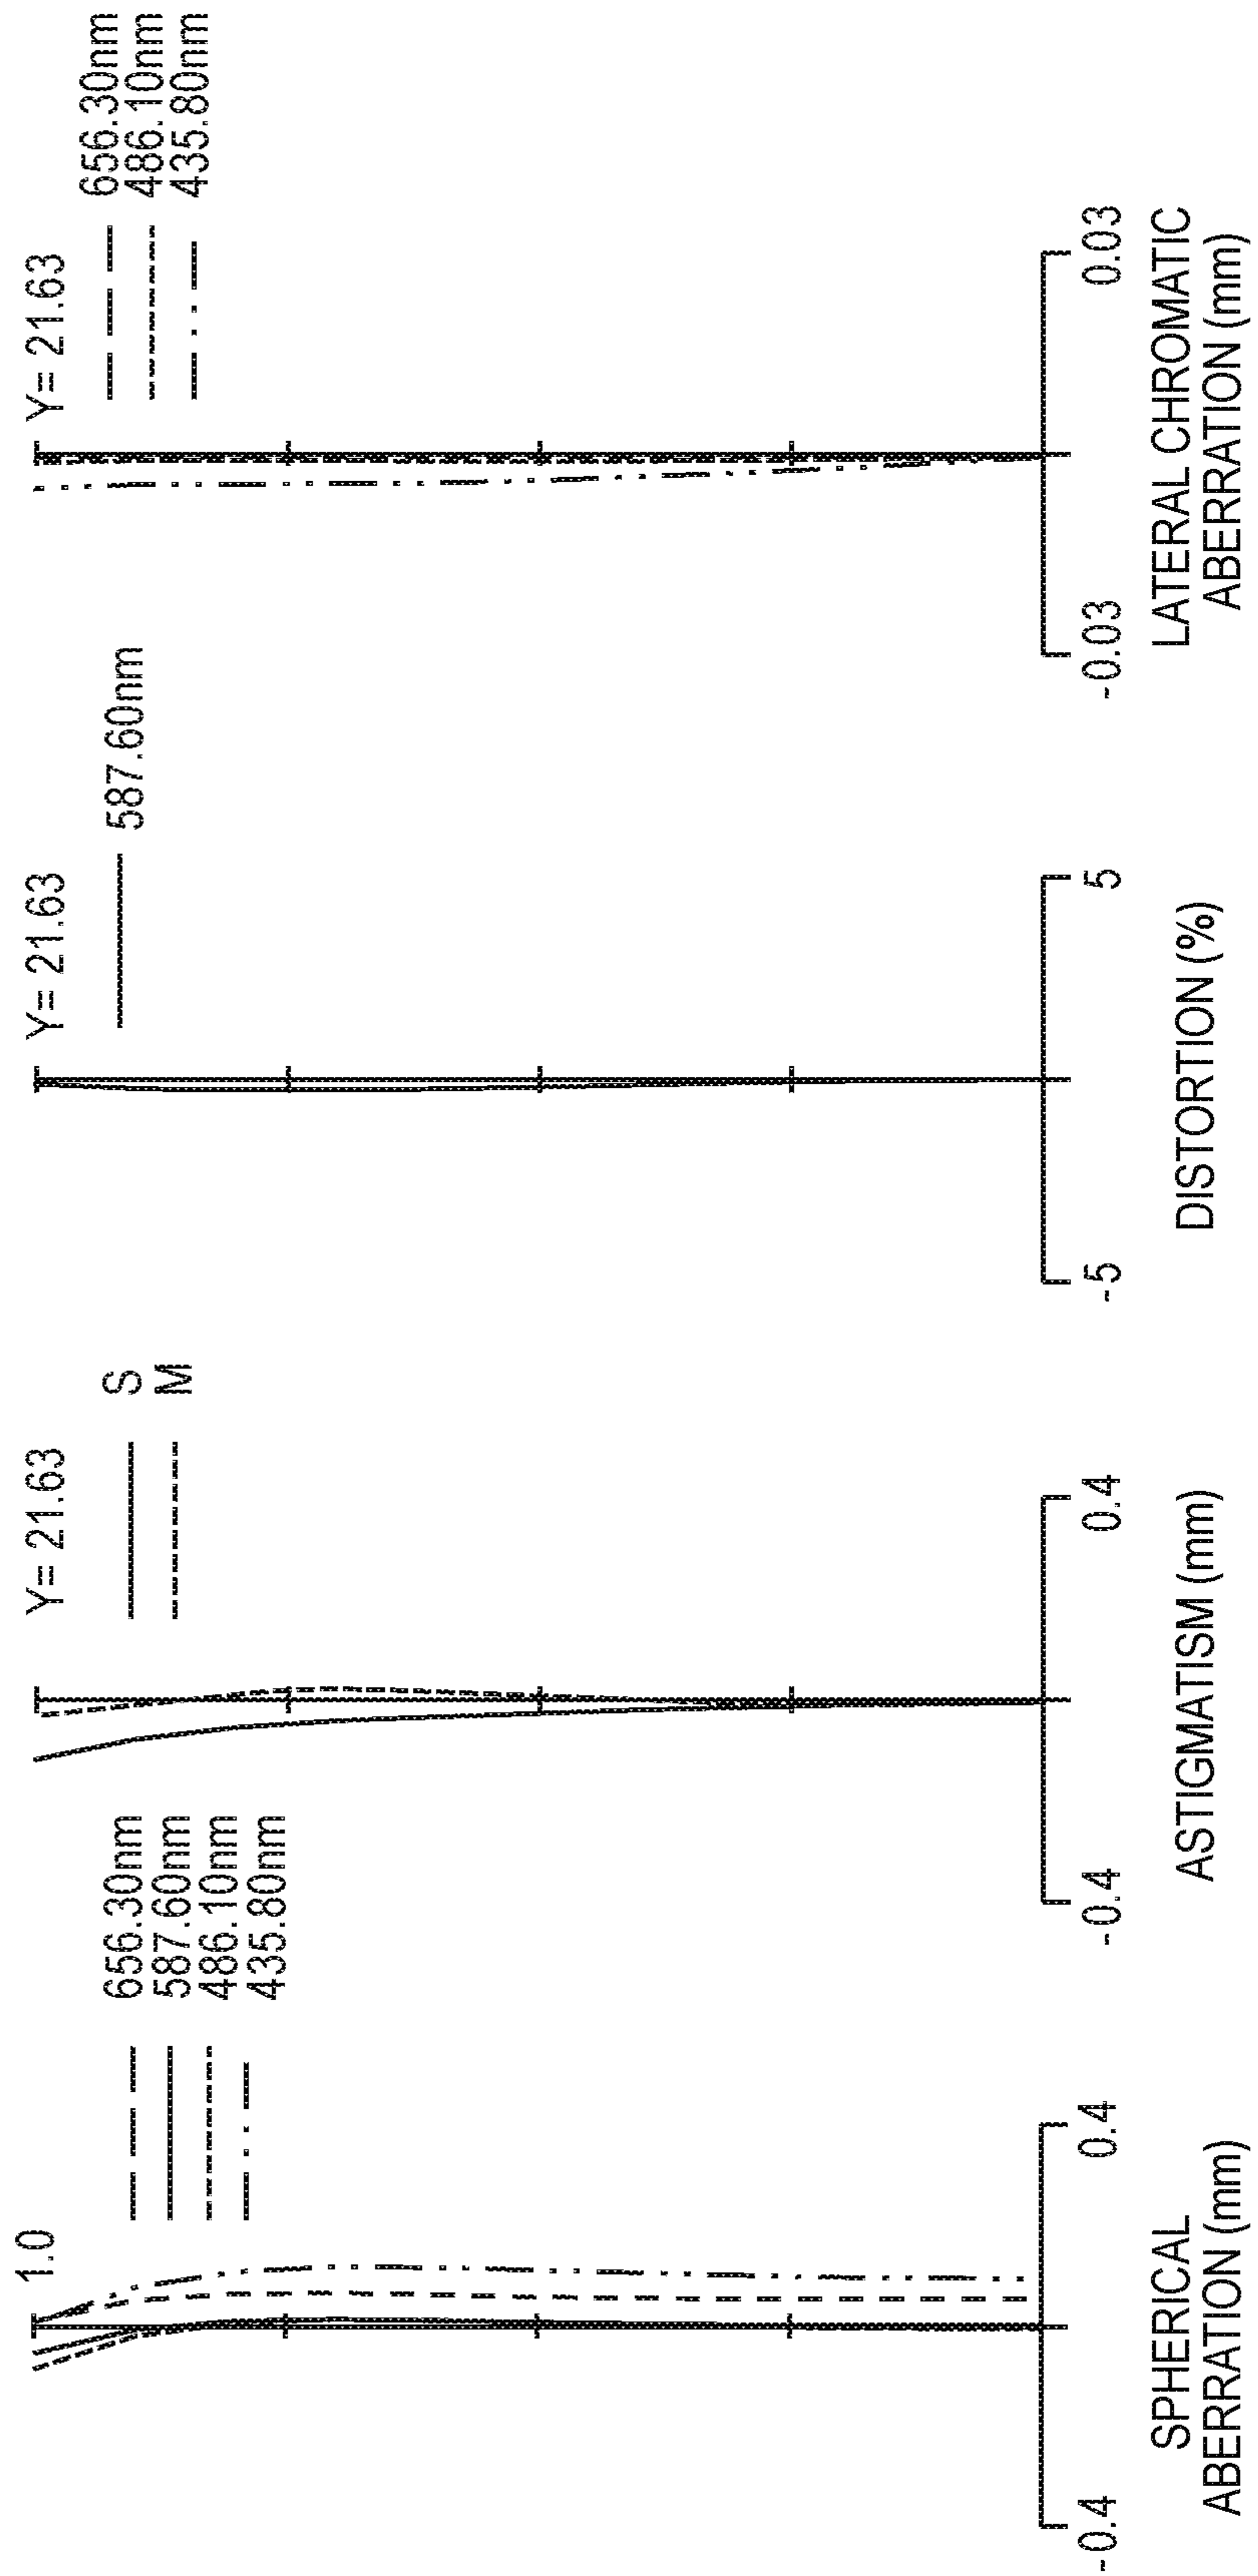 1.0
656.30nm
587.60nm
486.10nm
435.80nm
-0.4
0.4
SPHERICAL
ABERRATION (mm)
Y= 21.63
S
M
-0.4
0.4
ASTIGMATISM (mm)
Y= 21.63
587.60nm
-5
5
DISTORTION (%)
Y= 21.63
656.30nm
486.10nm
435.80nm
-0.03
0.03
LATERAL CHROMATIC
ABERRATION (mm)